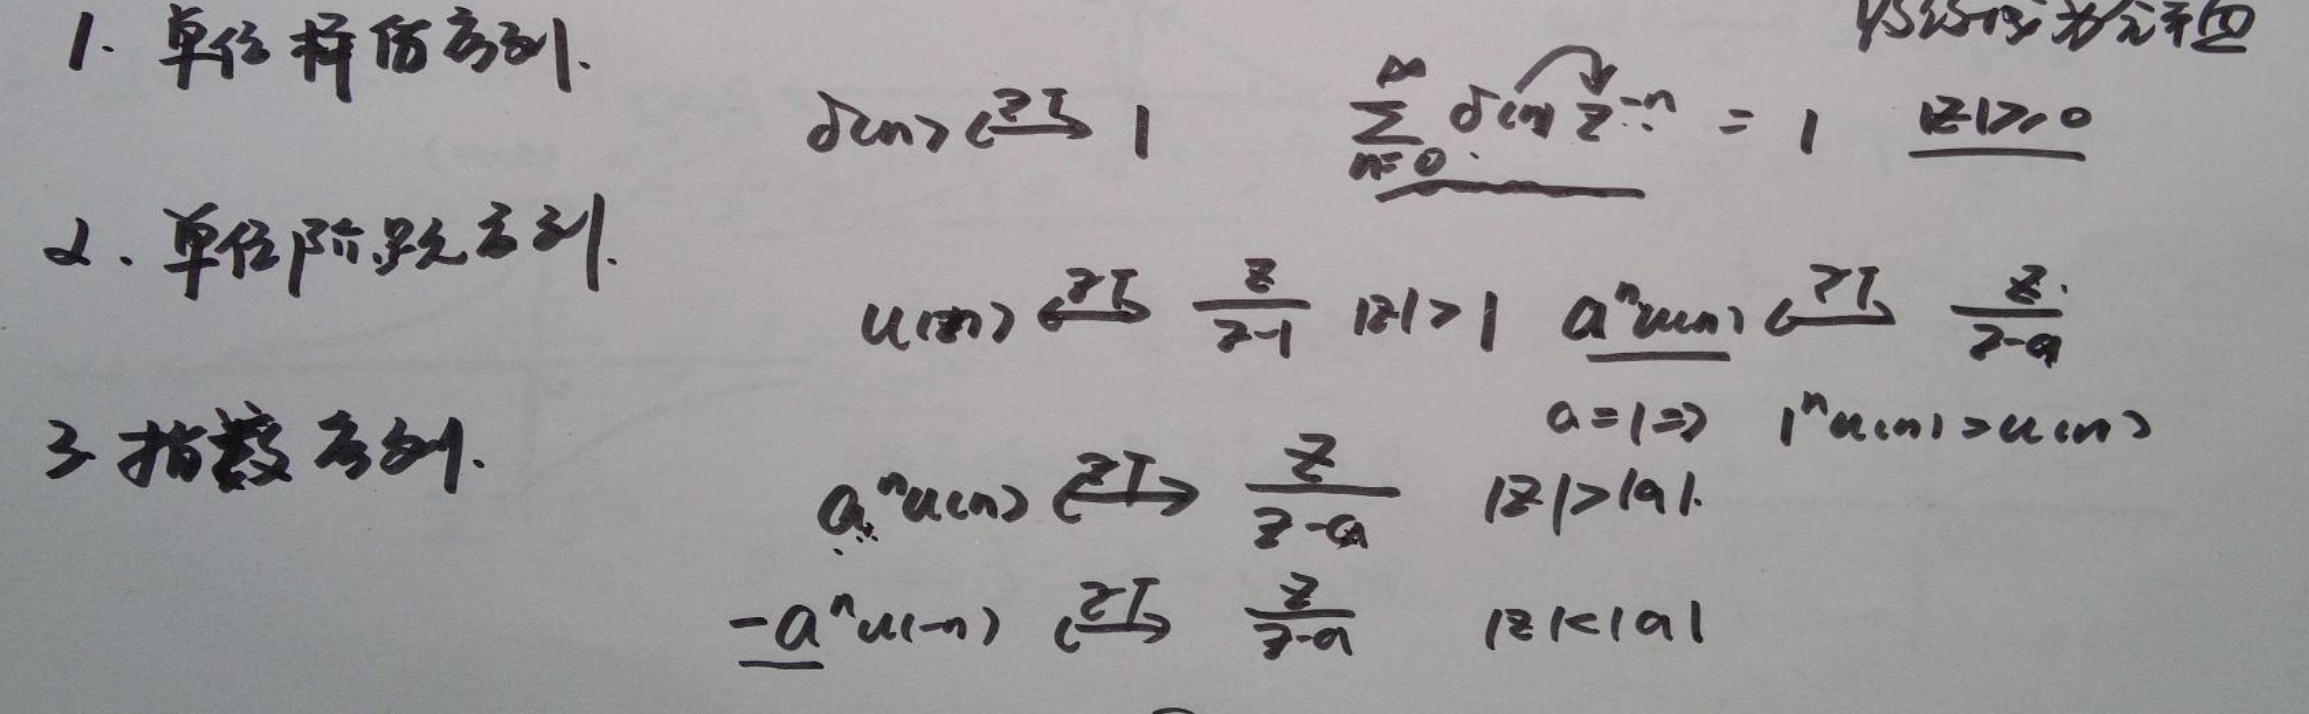 1. 单位样值序列.
δ(n) ZT 1 ∑ n=0 ∞ δ(n) z^-n = 1 |z|≥0
2. 单位阶跃序列.
u(n) ZT z/(z-1) |z|>1 a^n u(n) ZT z/(z-a)
a=1 => 1^n u(n) = u(n)
3 指数序列.
a^n u(n) ZT z/(z-a) |z|>|a|.
-a^n u(-n) ZT z/(z-a) |z|<|a|